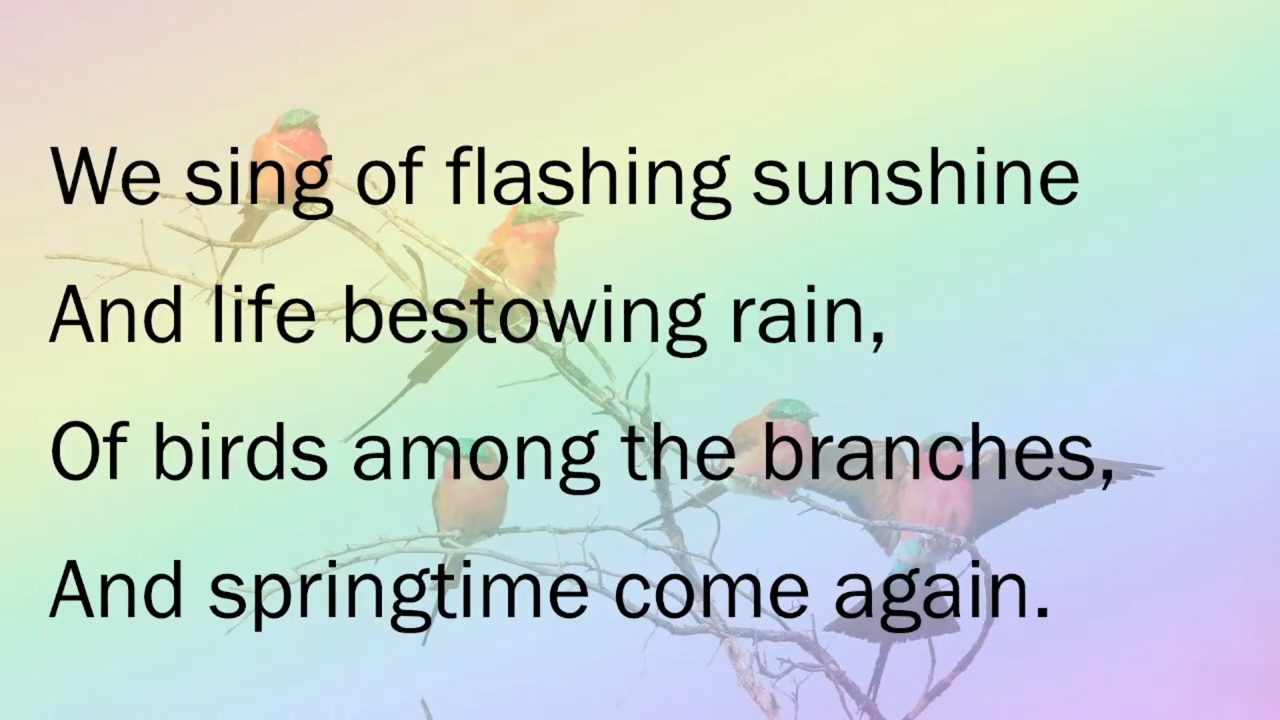 We sing of flashing sunshine
And life bestowing rain,
Of birds among the branches,
And springtime come again.